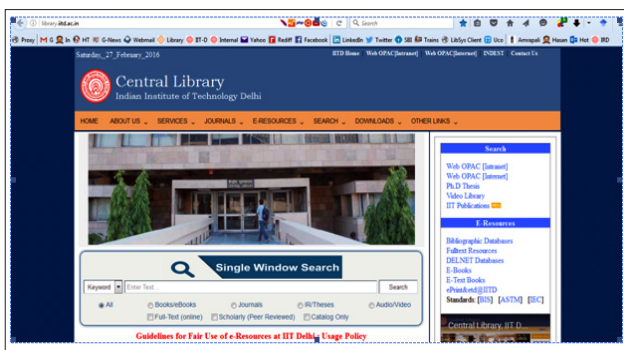 library.iitd.ac.in
Search
Proxy M G In HT RI G-News Webmail Library IIT-D Internal Yahoo Rediff Facebook LinkedIn Twitter SBI Trains LibSys Client Uco Amrapali Hasan Hot IRD
Saturday, 27 February 2016
IITD Home Web OPAC[Intranet] Web OPAC[Internet] INDEST Contact Us
Central Library
Indian Institute of Technology Delhi
HOME ABOUT US SERVICES JOURNALS E-RESOURCES SEARCH DOWNLOADS OTHER LINKS
Search
Web OPAC [Intranet]
Web OPAC [Internet]
Ph.D Thesis
Video Library
IIT Publications
E-Resources
Bibliographic Databases
Fulltext Resources
DELNET Databases
E-Books
E-Text Books
ePrint&etd@IITD
Standards: [BIS] [ASTM] [IEC]
Central Library, IIT D
Single Window Search
Keyword Enter Text... Search
All Books/eBooks Journals IR/Theses Audio/Video
Full-Text (online) Scholarly (Peer Reviewed) Catalog Only
Guidelines for Fair Use of e-Resources at IIT Delhi: Usage Policy